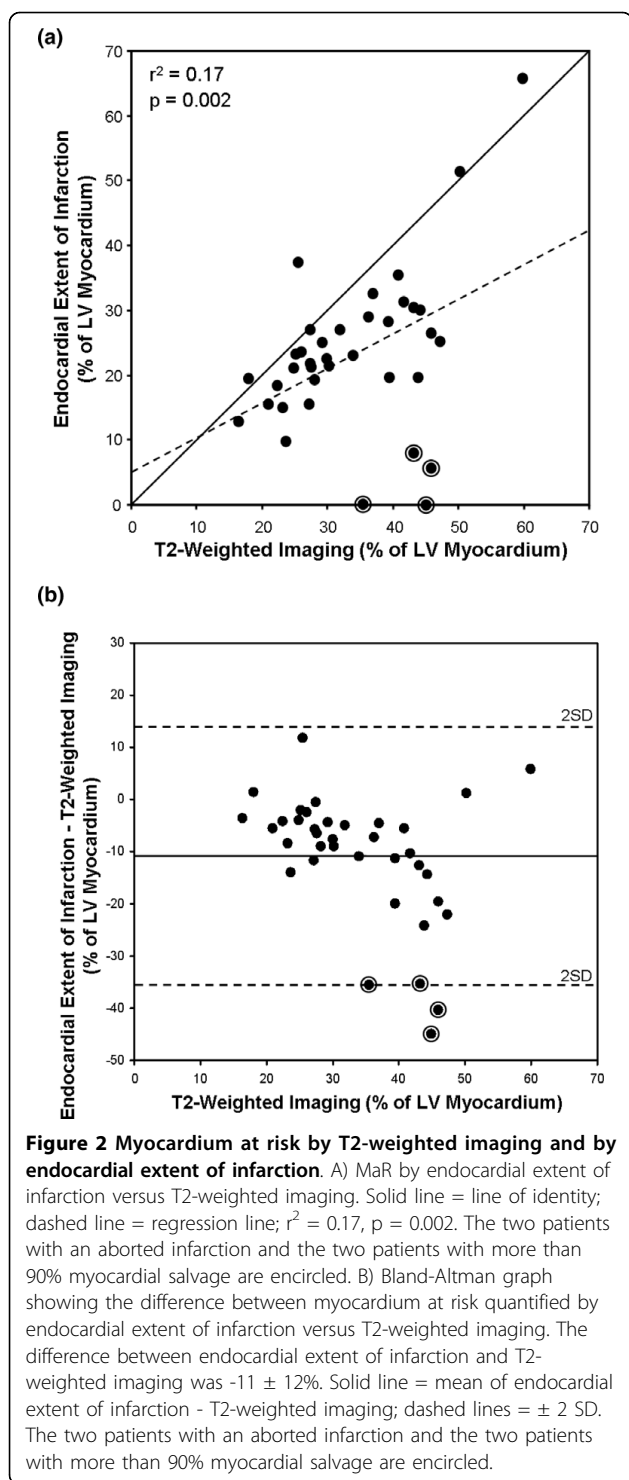 (a)
70
60
50
40
30
20
10
0
r² = 0.17
p = 0.002
Endocardial Extent of Infarction
(% of LV Myocardium)
0 10 20 30 40 50 60 70
T2-Weighted Imaging (% of LV Myocardium)
(b)
30
20
10
0
-10
-20
-30
-40
-50
2SD
2SD
Endocardial Extent of Infarction - T2-Weighted Imaging
(% of LV Myocardium)
0 10 20 30 40 50 60 70
T2-Weighted Imaging (% of LV Myocardium)
Figure 2 Myocardium at risk by T2-weighted imaging and by
endocardial extent of infarction. A) MaR by endocardial extent of
infarction versus T2-weighted imaging. Solid line = line of identity;
dashed line = regression line; r² = 0.17, p = 0.002. The two patients
with an aborted infarction and the two patients with more than
90% myocardial salvage are encircled. B) Bland-Altman graph
showing the difference between myocardium at risk quantified by
endocardial extent of infarction versus T2-weighted imaging. The
difference between endocardial extent of infarction and T2-
weighted imaging was -11 ± 12%. Solid line = mean of endocardial
extent of infarction - T2-weighted imaging; dashed lines = ± 2 SD.
The two patients with an aborted infarction and the two patients
with more than 90% myocardial salvage are encircled.